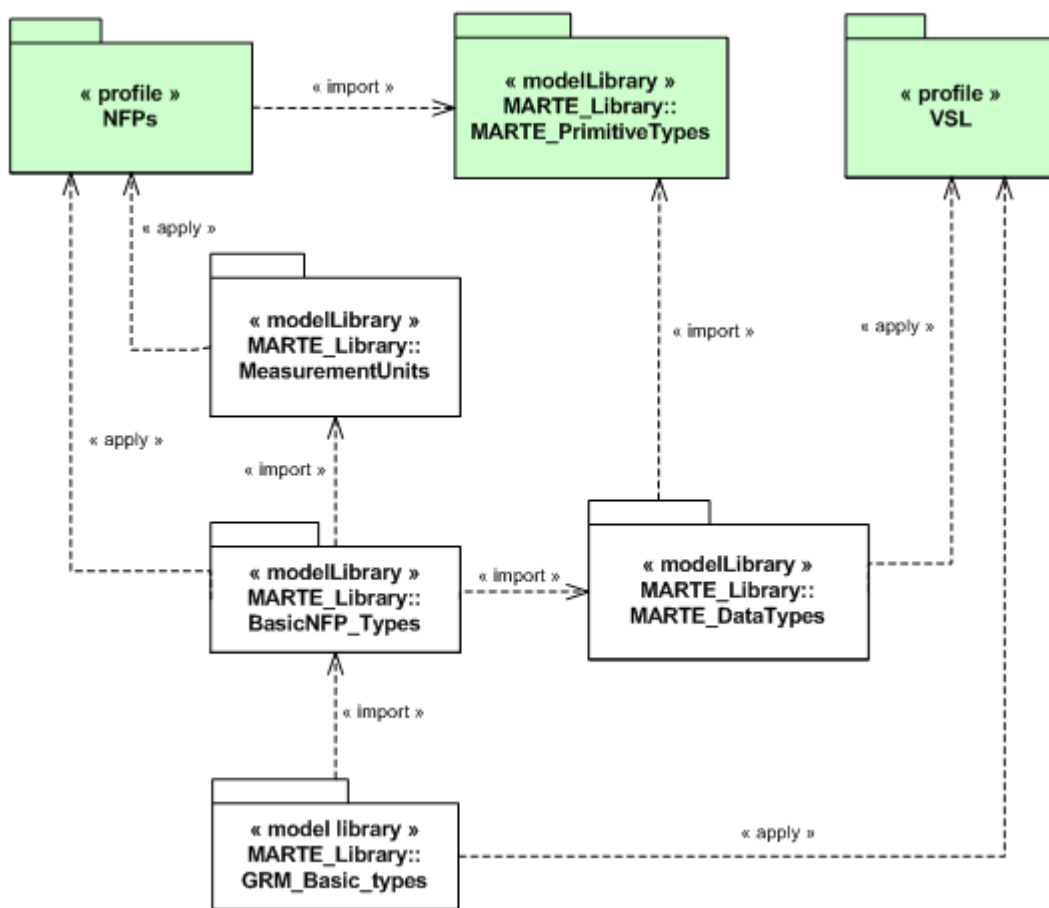 « profile »
NFPs
« import »
« modelLibrary »
MARTE_Library::
MARTE_PrimitiveTypes
« profile »
VSL
« apply »
« modelLibrary »
MARTE_Library::
MeasurementUnits
« import »
« apply »
« apply »
« import »
« modelLibrary »
MARTE_Library::
BasicNFP_Types
« import »
« modelLibrary »
MARTE_Library::
MARTE_DataTypes
« import »
« model library »
MARTE_Library::
GRM_Basic_types
« apply »